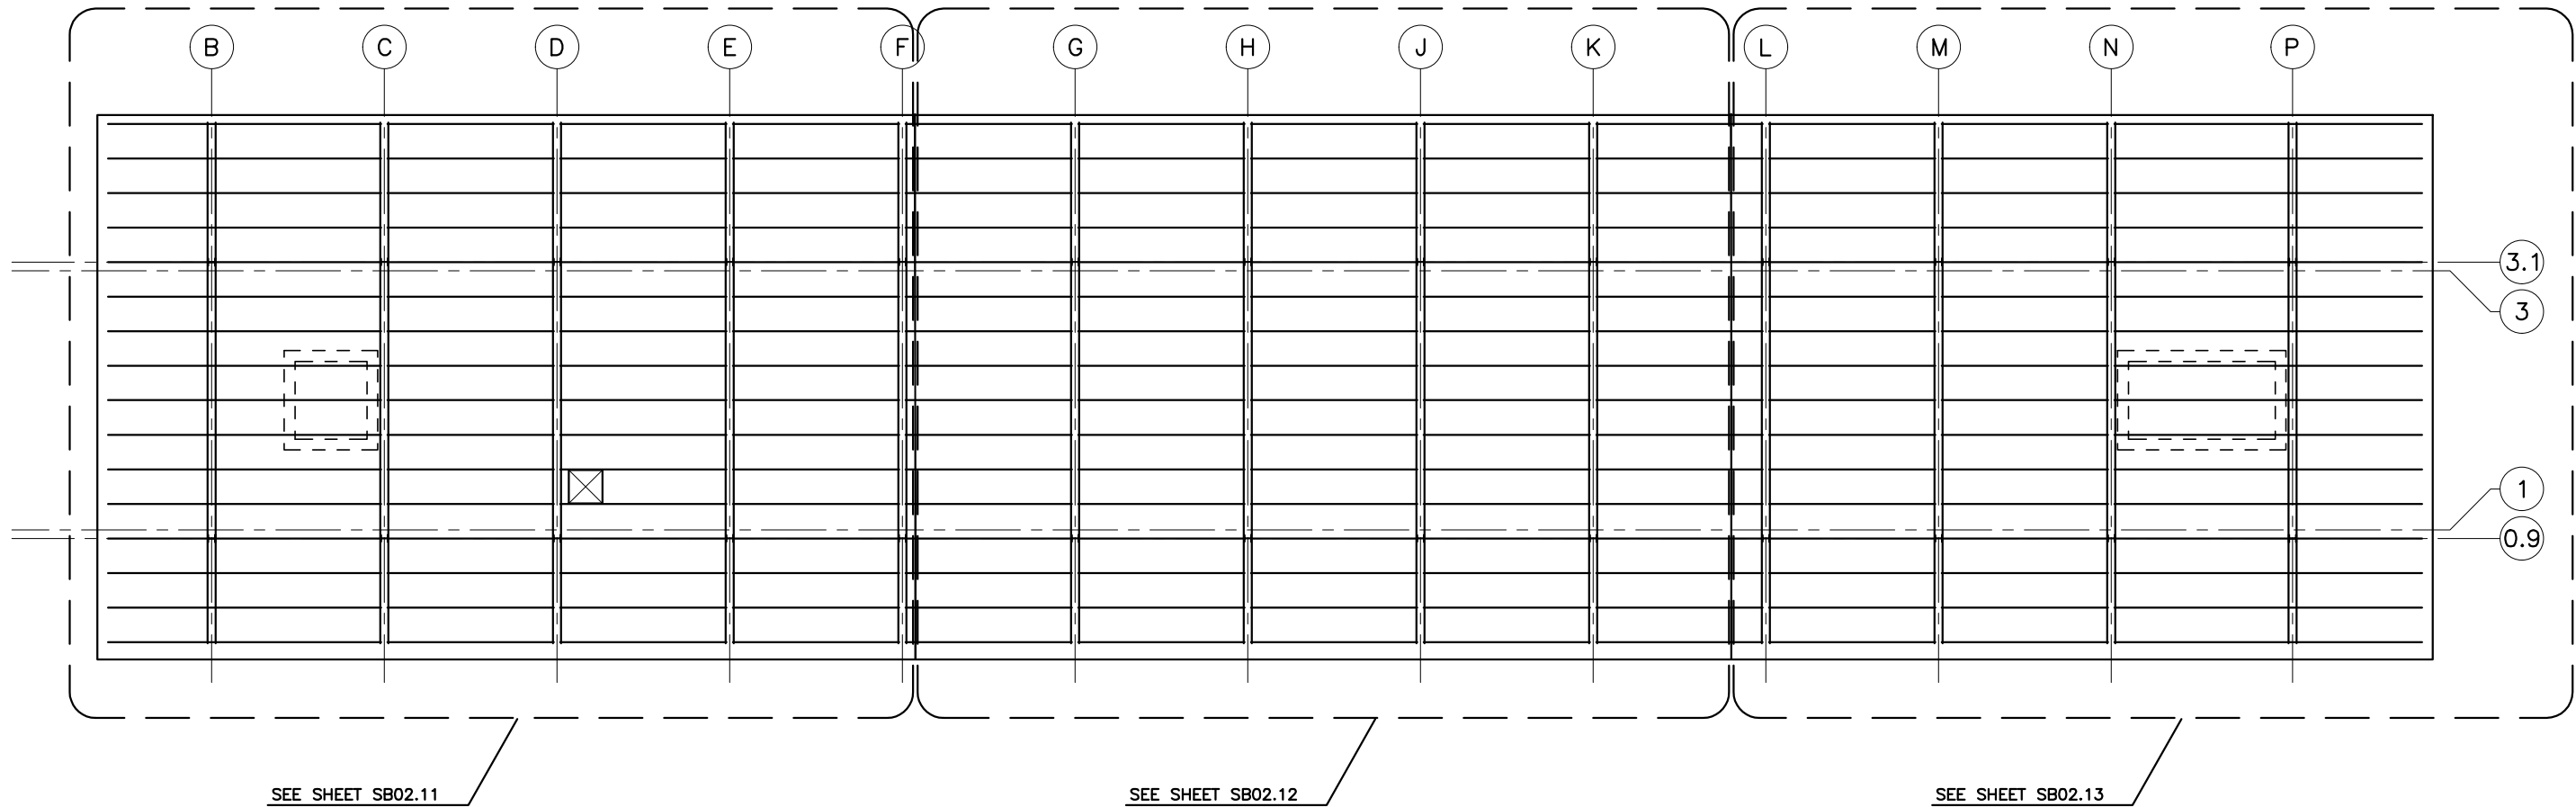 B
C
D
E
F
G
H
J
K
L
M
N
P
3.1
3
1
0.9
SEE SHEET SB02.11
SEE SHEET SB02.12
SEE SHEET SB02.13